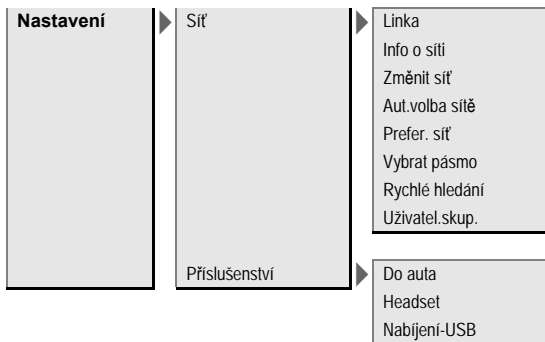 Nastavení
Síť
Linka
Info o síti
Změnit síť
Aut.volba sítě
Prefer. síť
Vybrat pásmo
Rychlé hledání
Uživatel.skup.
Příslušenství
Do auta
Headset
Nabíjení-USB